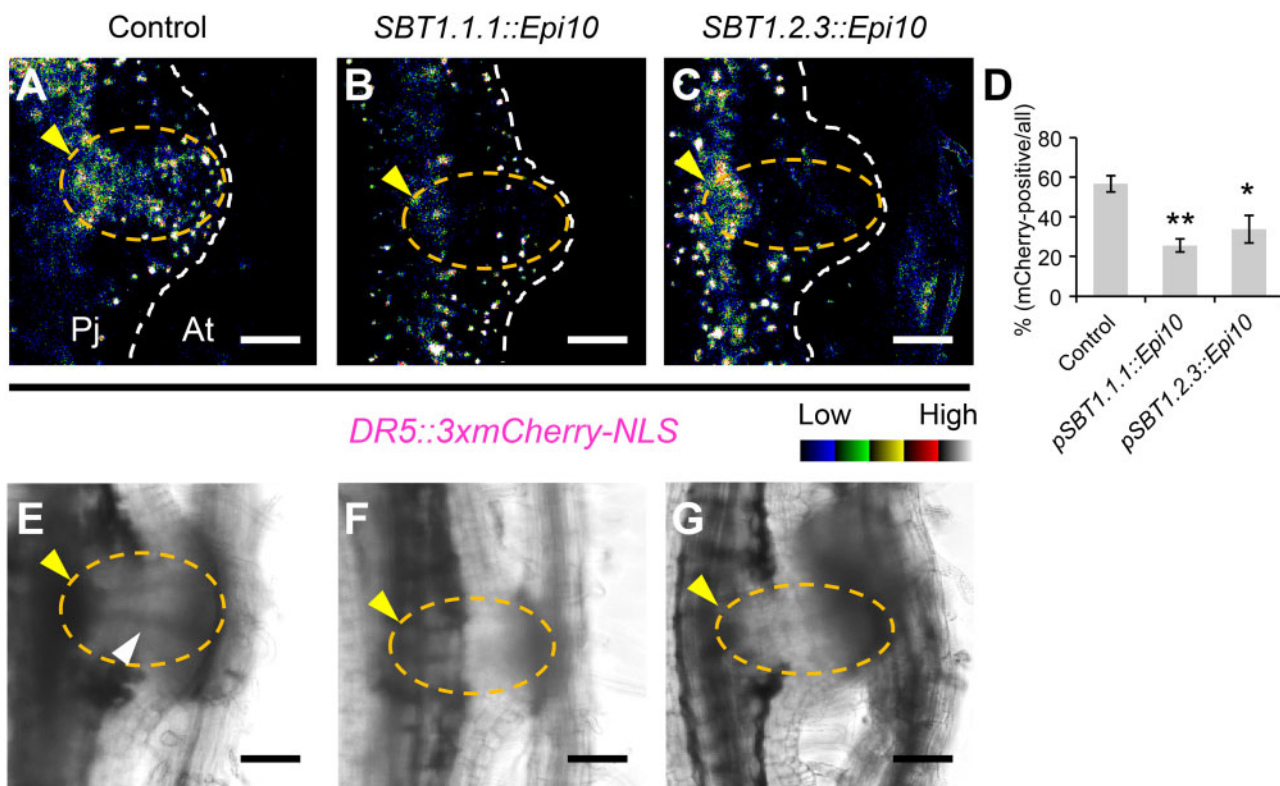 Control
SBT1.1.1::Epi10
SBT1.2.3::Epi10
A
B
C
D
Pj
At
% (mCherry-positive/all)
80
60
40
20
0
**
*
Control
pSBT1.1.1::Epi10
pSBT1.2.3::Epi10
DR5::3xmCherry-NLS
Low
High
E
F
G